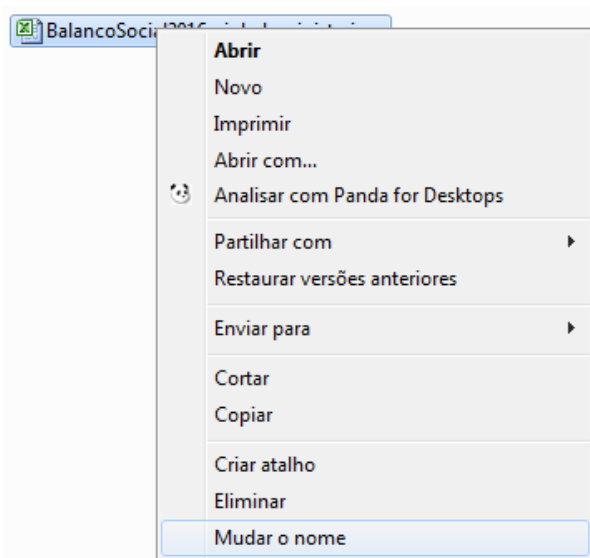 BalancoSocial2016
Abrir
Novo
Imprimir
Abrir com...
Analisar com Panda for Desktops
Partilhar com
Restaurar versões anteriores
Enviar para
Cortar
Copiar
Criar atalho
Eliminar
Mudar o nome